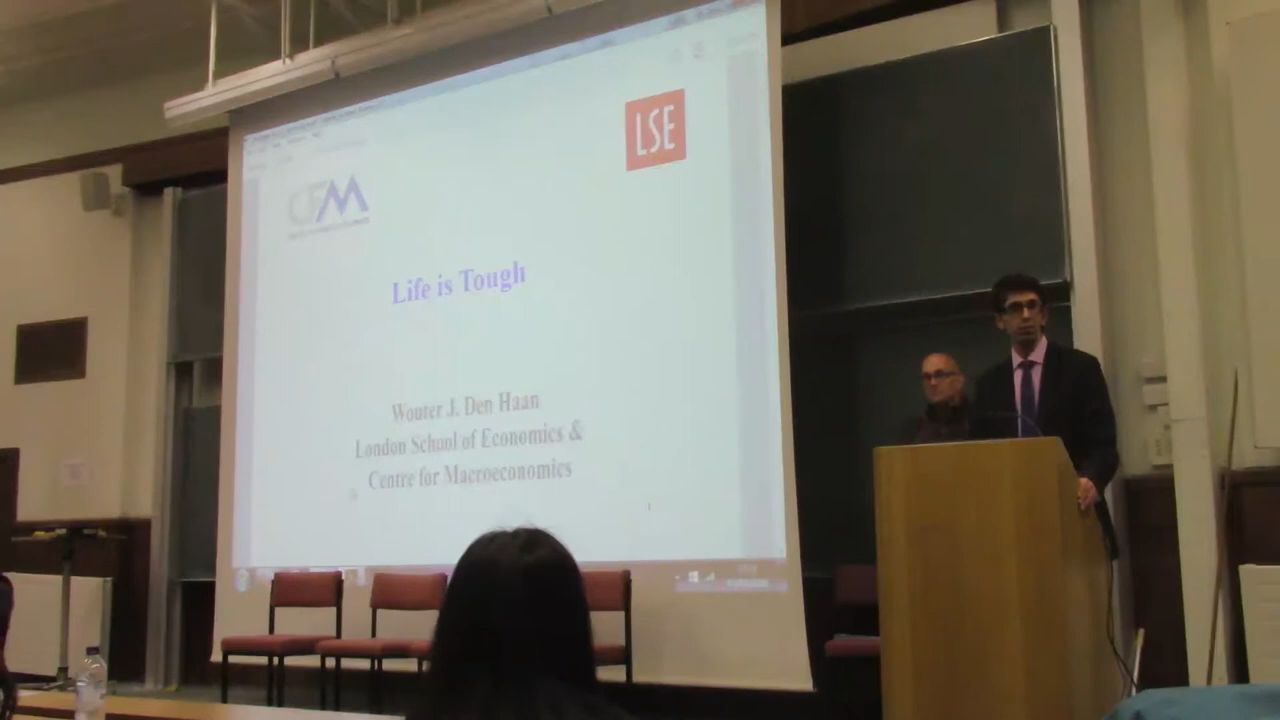 LSE
CFM
Life is Tough
Wouter J. Den Haan
London School of Economics &
Centre for Macroeconomics